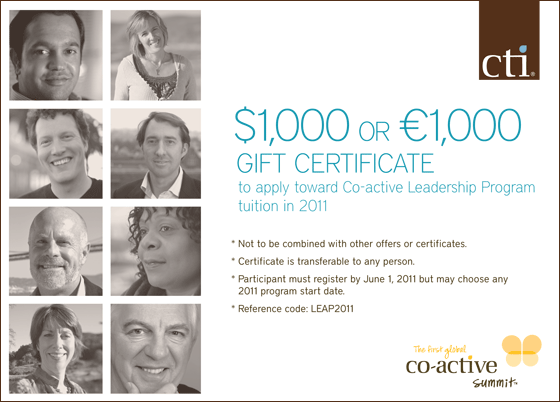 cti®
$1,000 OR €1,000
GIFT CERTIFICATE
to apply toward Co-active Leadership Program
tuition in 2011
* Not to be combined with other offers or certificates.
* Certificate is transferable to any person.
* Participant must register by June 1, 2011 but may choose any
2011 program start date.
* Reference code: LEAP2011
The first global
co-active
summit